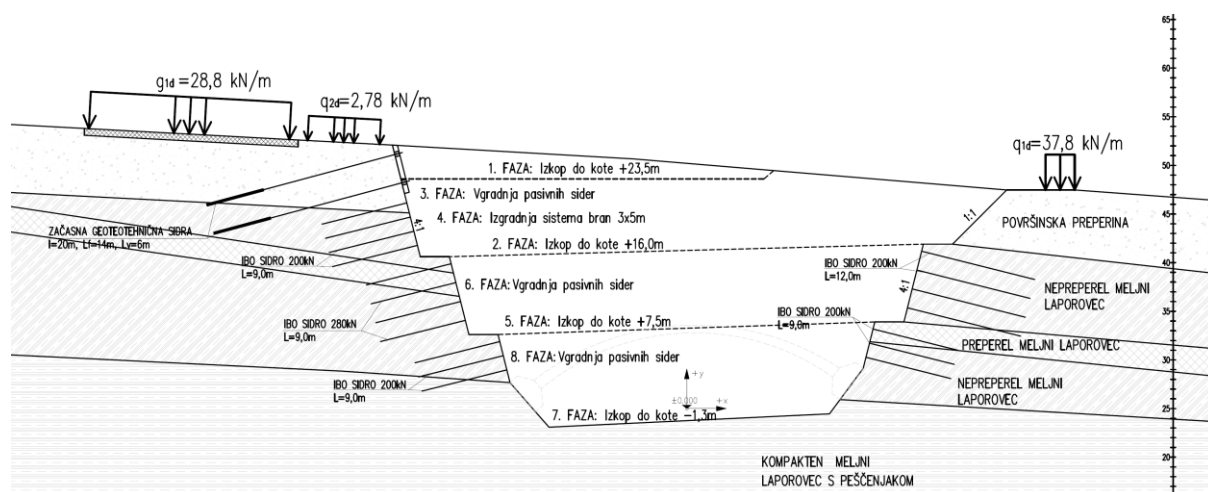 65
g1d=28,8 kN/m
60
q2d=2,78 kN/m
55
q1d=37,8 kN/m
50
1. FAZA: Izkop do kote +23,5m
3. FAZA: Vgradnja pasivnih sider
4. FAZA: Izgradnja sistema bran 3x5m
2. FAZA: Izkop do kote +16,0m
4:1
1:1
POVRŠINSKA PREPERINA
45
ZAČASNA GEOTEHNIČNA SIDRA
l=20m, Lf=14m, Lv=6m
IBO SIDRO 200kN
L=9,0m
IBO SIDRO 200kN
L=12,0m
40
6. FAZA: Vgradnja pasivnih sider
4:1
NEPREPEREL MELJNI
LAPOROVEC
5. FAZA: Izkop do kote +7,5m
IBO SIDRO 280kN
L=9,0m
IBO SIDRO 200kN
L=9,0m
35
PREPEREL MELJNI LAPOROVEC
8. FAZA: Vgradnja pasivnih sider
IBO SIDRO 200kN
L=9,0m
NEPREPEREL MELJNI
LAPOROVEC
30
+y
±0,000
+x
7. FAZA: Izkop do kote -1,3m
25
KOMPAKTEN MELJNI
LAPOROVEC S PEŠČENJAKOM
20